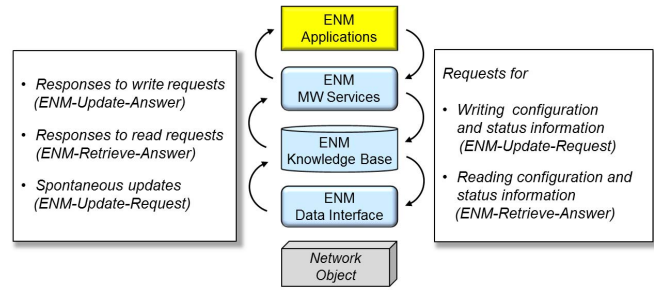 ENM
Applications
ENM
MW Services
ENM
Knowledge Base
ENM
Data Interface
Network
Object
• Responses to write requests
(ENM-Update-Answer)
• Responses to read requests
(ENM-Retrieve-Answer)
• Spontaneous updates
(ENM-Update-Request)
Requests for
• Writing configuration
and status information
(ENM-Update-Request)
• Reading configuration and
status information
(ENM-Retrieve-Answer)